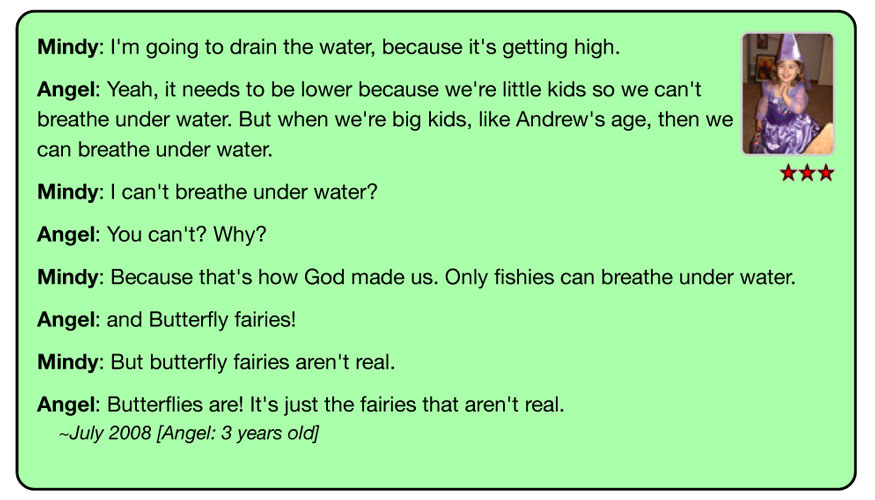 Mindy: I'm going to drain the water, because it's getting high.
Angel: Yeah, it needs to be lower because we're little kids so we can't
breathe under water. But when we're big kids, like Andrew's age, then we
can breathe under water.
Mindy: I can't breathe under water?
Angel: You can't? Why?
Mindy: Because that's how God made us. Only fishies can breathe under water.
Angel: and Butterfly fairies!
Mindy: But butterfly fairies aren't real.
Angel: Butterflies are! It's just the fairies that aren't real.
~July 2008 [Angel: 3 years old]